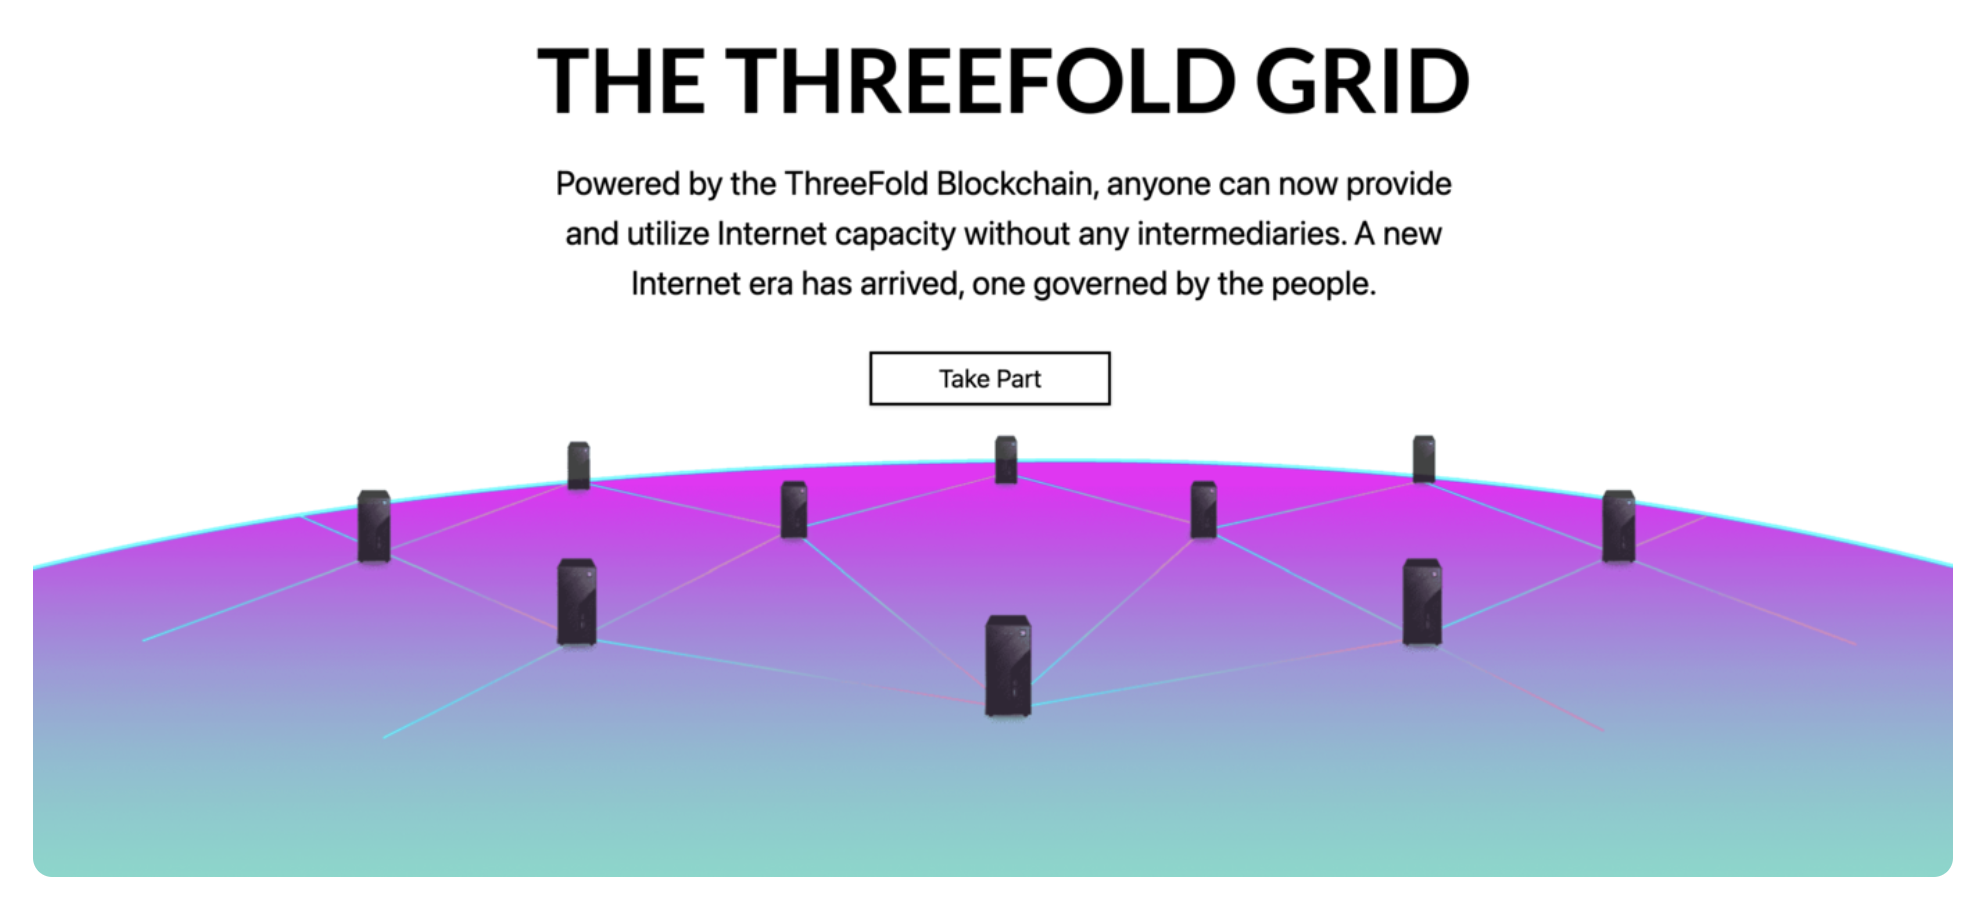 THE THREEFOLD GRID
Powered by the ThreeFold Blockchain, anyone can now provide
and utilize Internet capacity without any intermediaries. A new
Internet era has arrived, one governed by the people.
Take Part